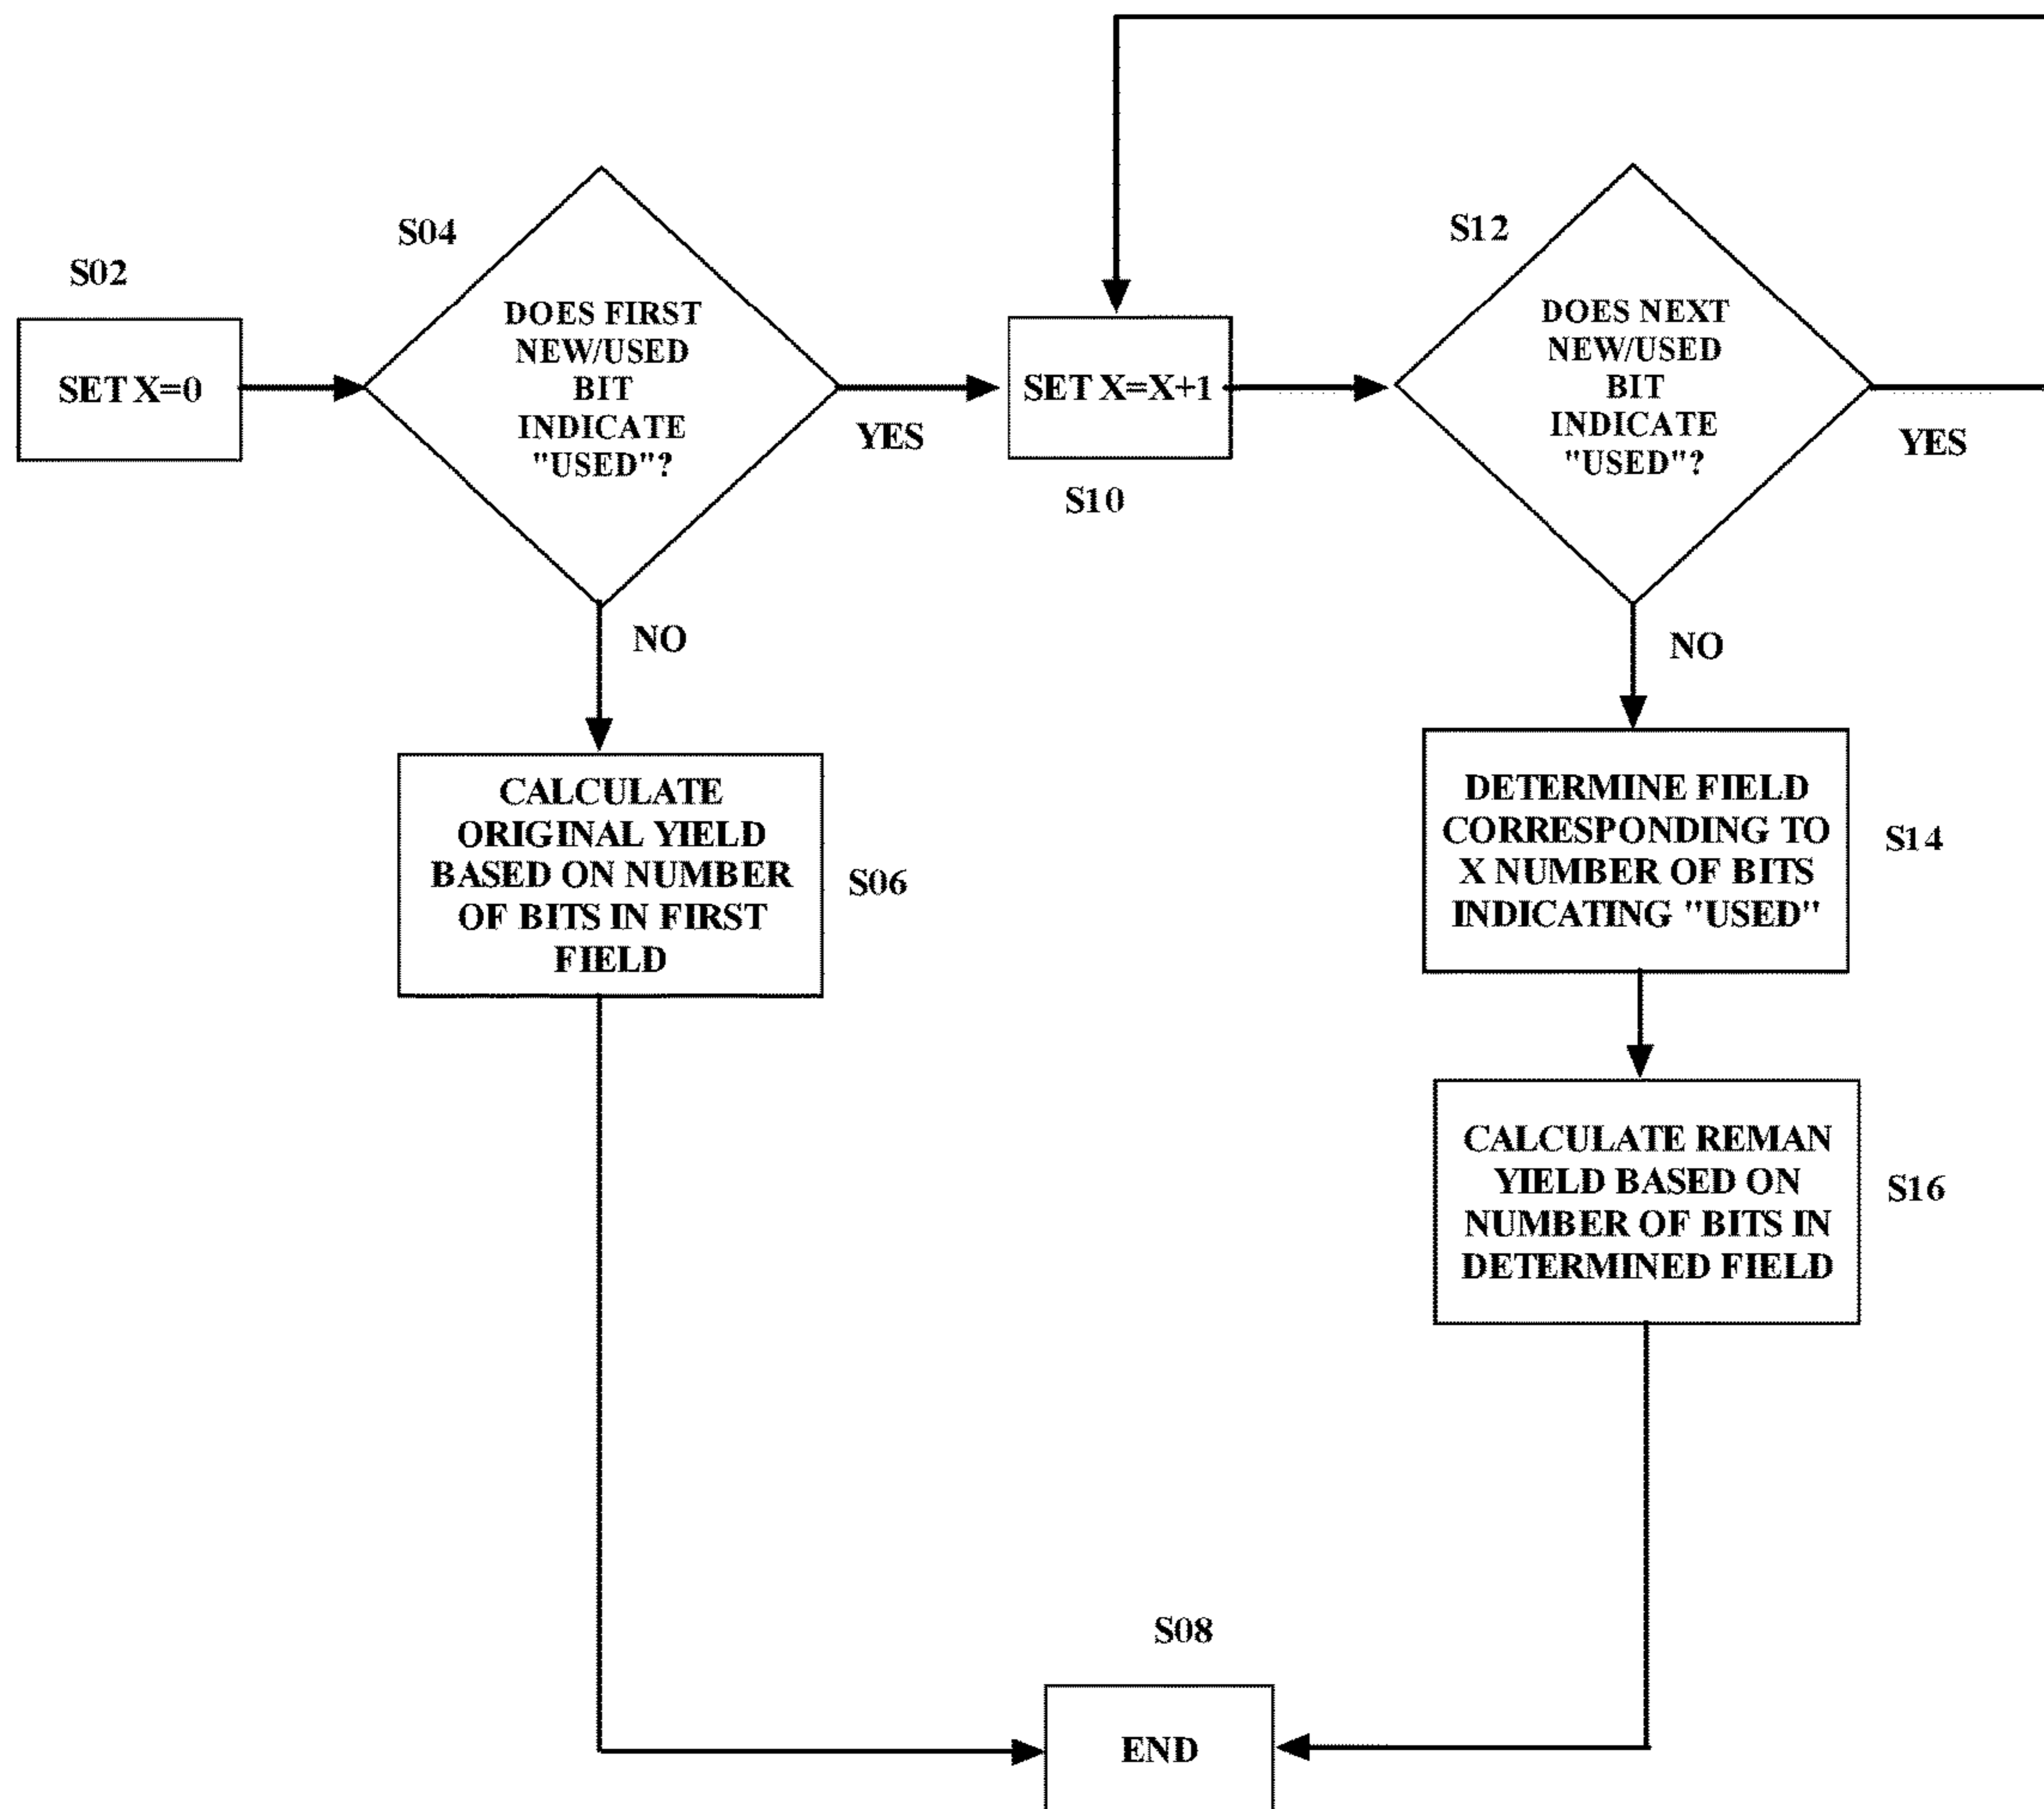 S02
SET X=0
S04
DOES FIRST
NEW/USED
BIT
INDICATE
"USED"?
YES
NO
CALCULATE
ORIGINAL YIELD
BASED ON NUMBER
OF BITS IN FIRST
FIELD
S06
SET X=X+1
S10
S12
DOES NEXT
NEW/USED
BIT
INDICATE
"USED"?
YES
NO
DETERMINE FIELD
CORRESPONDING TO
X NUMBER OF BITS
INDICATING "USED"
S14
CALCULATE REMAN
YIELD BASED ON
NUMBER OF BITS IN
DETERMINED FIELD
S16
S08
END